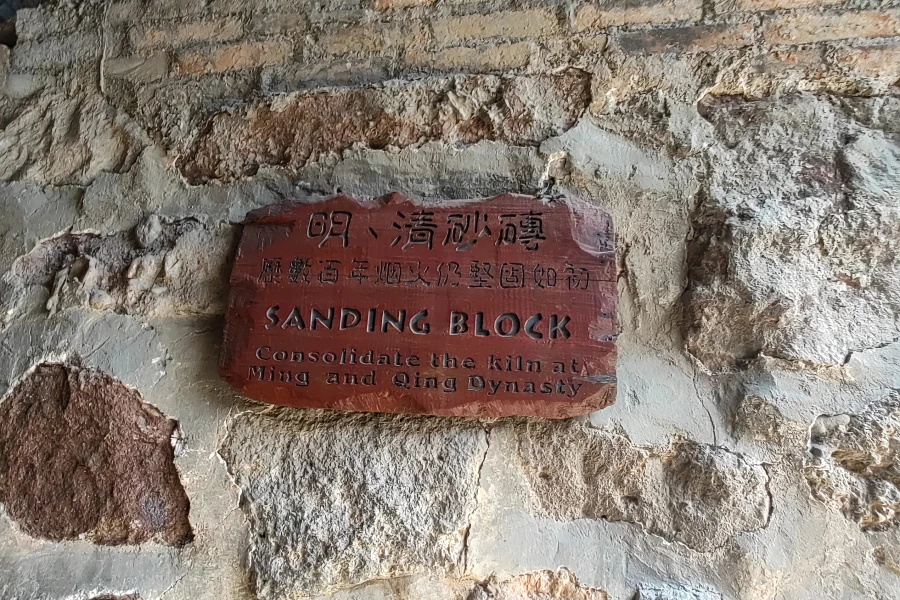 明、清砂磚
歷數百年烟火仍堅固如初
SANDING BLOCK
Consolidate the kiln at
Ming and Qing Dynasty